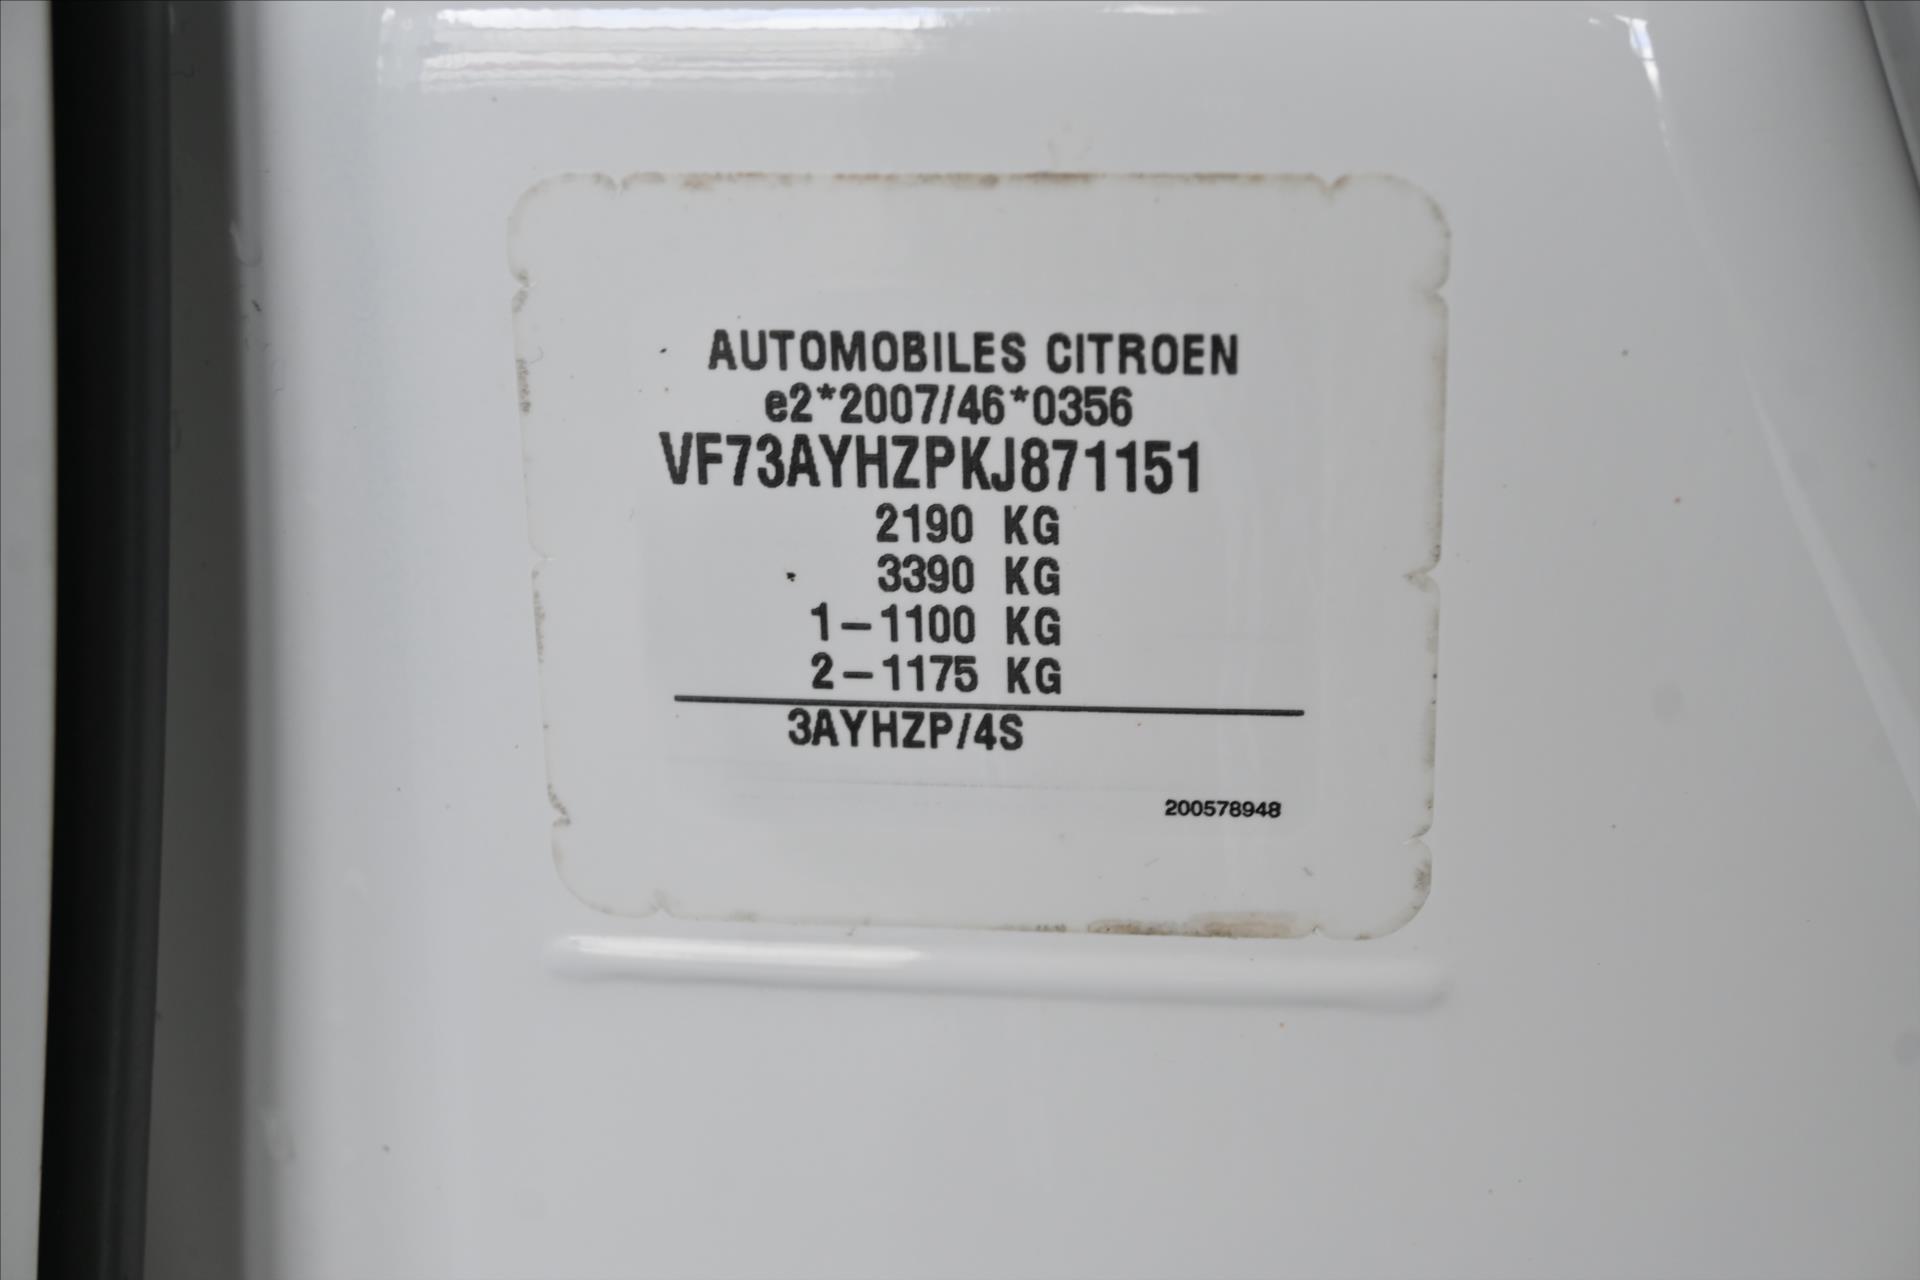 AUTOMOBILES CITROEN
e2*2007/46*0356
VF73AYHZPKJ871151
2190 KG
3390 KG
1-1100 KG
2-1175 KG
3AYHZP/4S
200578948